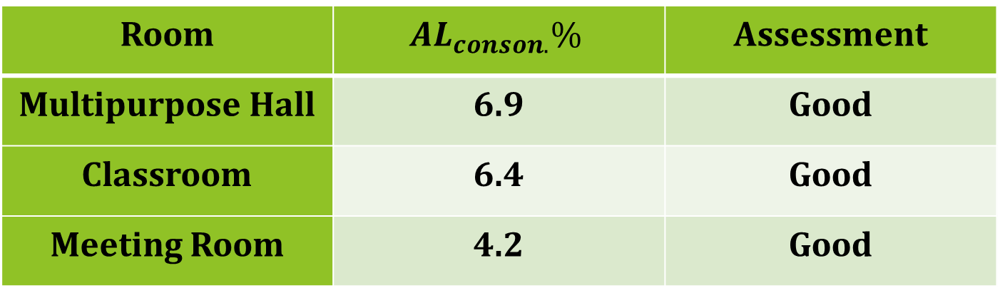 Room AL_conson.% Assessment
Multipurpose Hall 6.9 Good
Classroom 6.4 Good
Meeting Room 4.2 Good